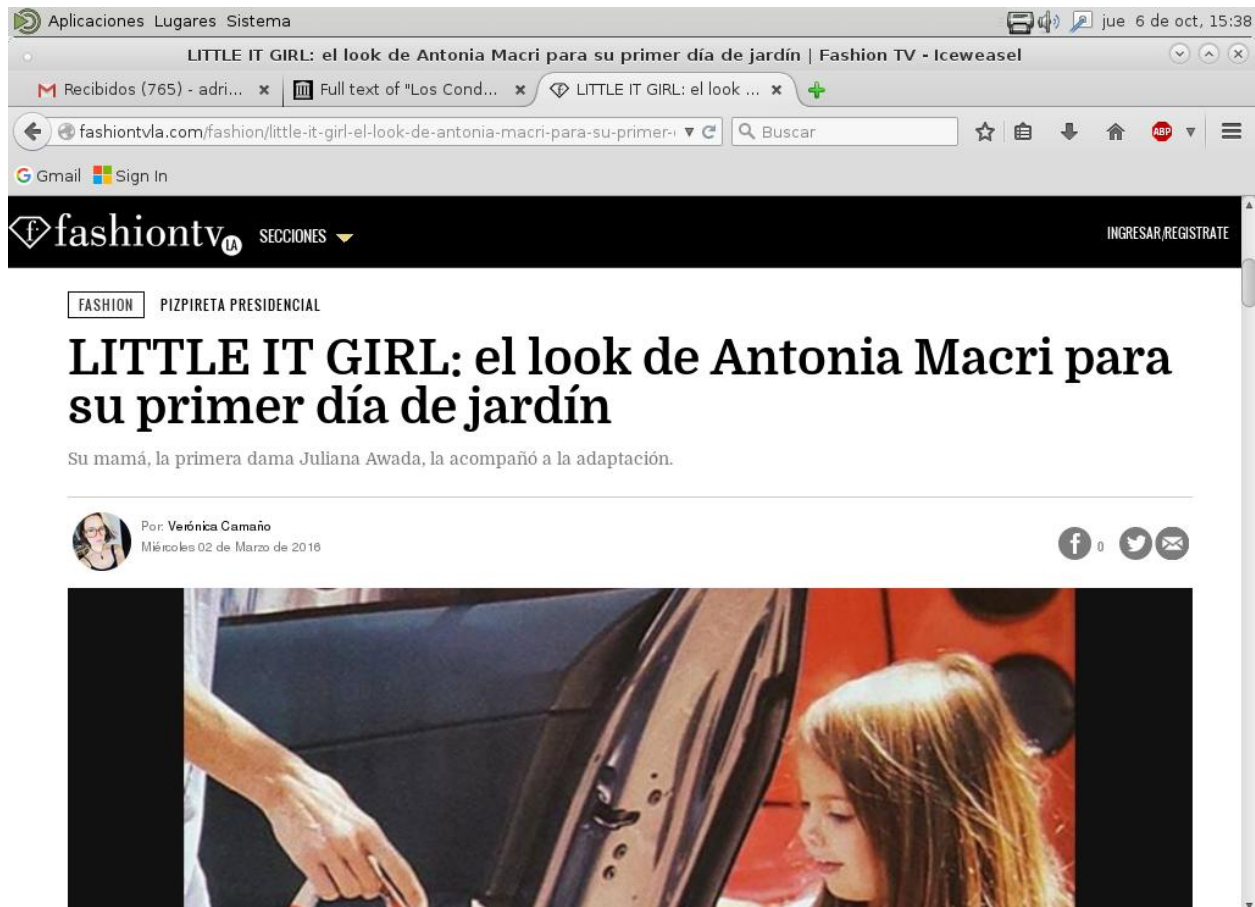 Aplicaciones Lugares Sistema
jue 6 de oct, 15:38
LITTLE IT GIRL: el look de Antonia Macri para su primer día de jardín | Fashion TV - Iceweasel
Recibidos (765) - adri...
Full text of "Los Cond...
LITTLE IT GIRL: el look ...
fashiontvla.com/fashion/little-it-girl-el-look-de-antonia-macri-para-su-primer-
Buscar
ABP
Gmail
Sign In
fashiontv LA
SECCIONES
INGRESAR/REGISTRATE
FASHION
PIZPIRETA PRESIDENCIAL
LITTLE IT GIRL: el look de Antonia Macri para
su primer día de jardín
Su mamá, la primera dama Juliana Awada, la acompañó a la adaptación.
Por: Verónica Camaño
Miércoles 02 de Marzo de 2016
0